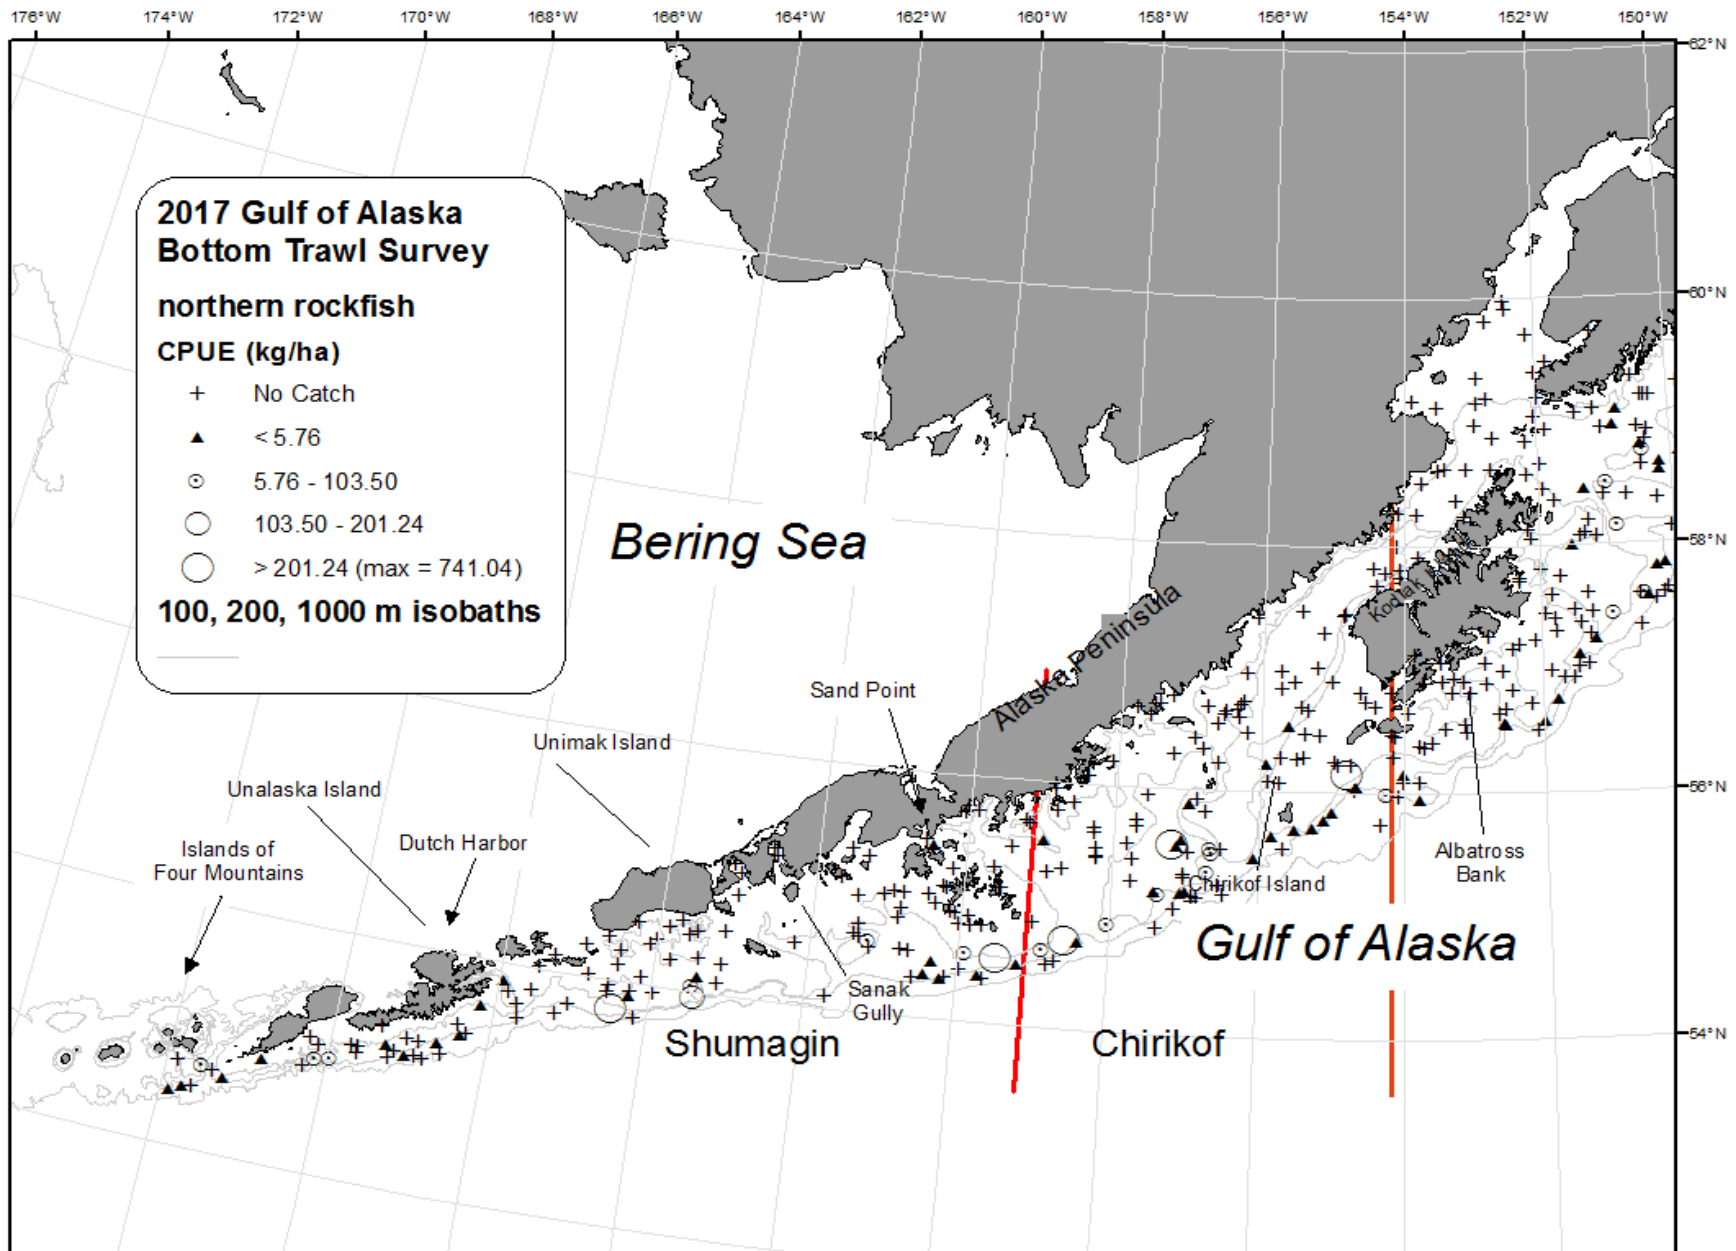 176°W 174°W 172°W 170°W 168°W 166°W 164°W 162°W 160°W 158°W 156°W 154°W 152°W 150°W
62°N
2017 Gulf of Alaska
Bottom Trawl Survey
northern rockfish
CPUE (kg/ha)
No Catch
< 5.76
5.76 - 103.50
103.50 - 201.24
> 201.24 (max = 741.04)
100, 200, 1000 m isobaths
60°N
Bering Sea
58°N
Kodiak Island
Alaska Peninsula
Sand Point
Unimak Island
Unalaska Island
56°N
Dutch Harbor
Islands of
Four Mountains
Albatross
Bank
Chirikof Island
Gulf of Alaska
Sanak
Gully
Shumagin
Chirikof
54°N